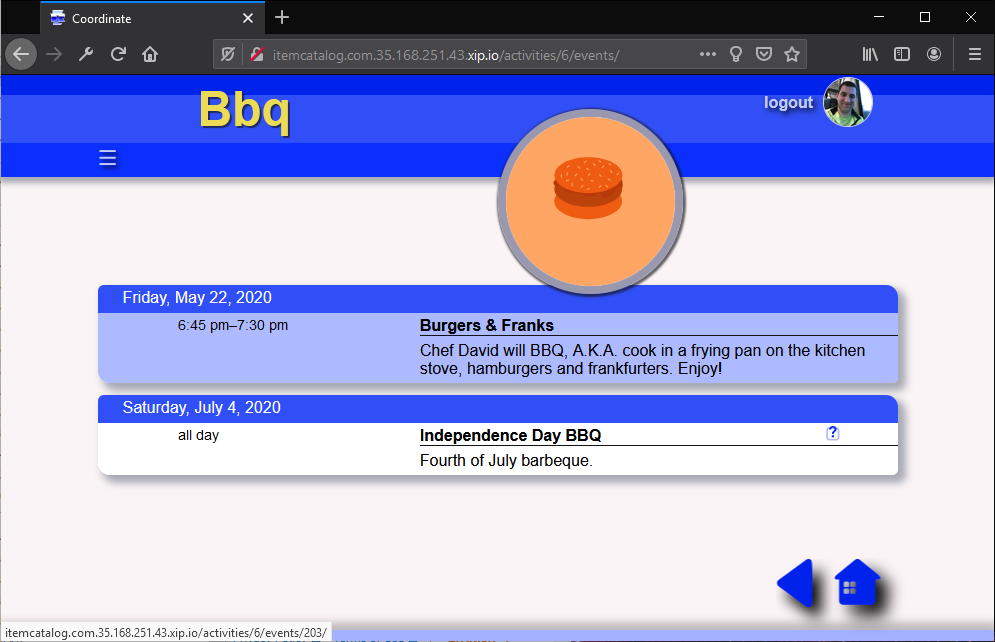 Coordinate
itemcatalog.com.35.168.251.43.xip.io/activities/6/events/
Bbq
logout
Friday, May 22, 2020
6:45 pm–7:30 pm
Burgers & Franks
Chef David will BBQ, A.K.A. cook in a frying pan on the kitchen
stove, hamburgers and frankfurters. Enjoy!
Saturday, July 4, 2020
all day
Independence Day BBQ
?
Fourth of July barbeque.
itemcatalog.com.35.168.251.43.xip.io/activities/6/events/203/